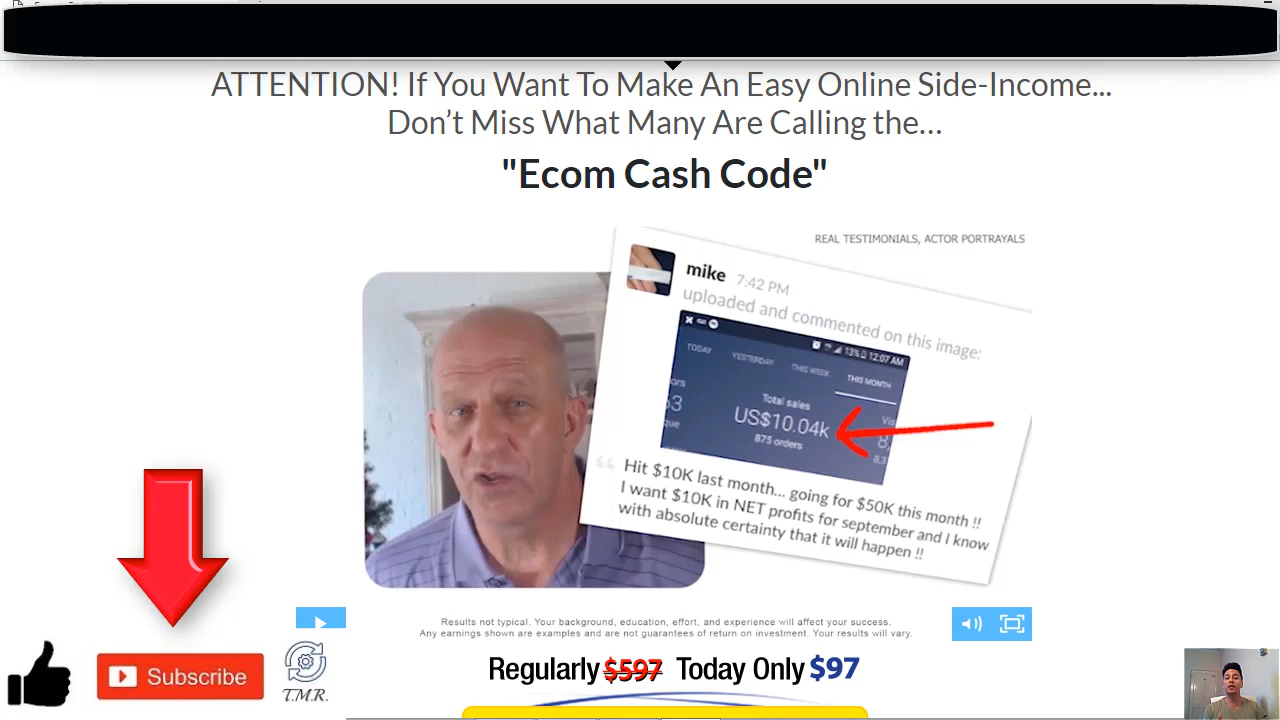 ATTENTION! If You Want To Make An Easy Online Side-Income...
Don’t Miss What Many Are Calling the...
"Ecom Cash Code"
REAL TESTIMONIALS, ACTOR PORTRAYALS
mike 7:42 PM
uploaded and commented on this image:
13% 12:07 AM
TODAY YESTERDAY THIS WEEK THIS MONTH
Total sales
US$10.04k
875 orders
Hit $10K last month... going for $50K this month !!
I want $10K in NET profits for september and I know
with absolute certainty that it will happen !!
Results not typical. Your background, education, effort, and experience will affect your success.
Any earnings shown are examples and are not guarantees of return on investment. Your results will vary.
Regularly $597 Today Only $97
Subscribe
T.M.R.